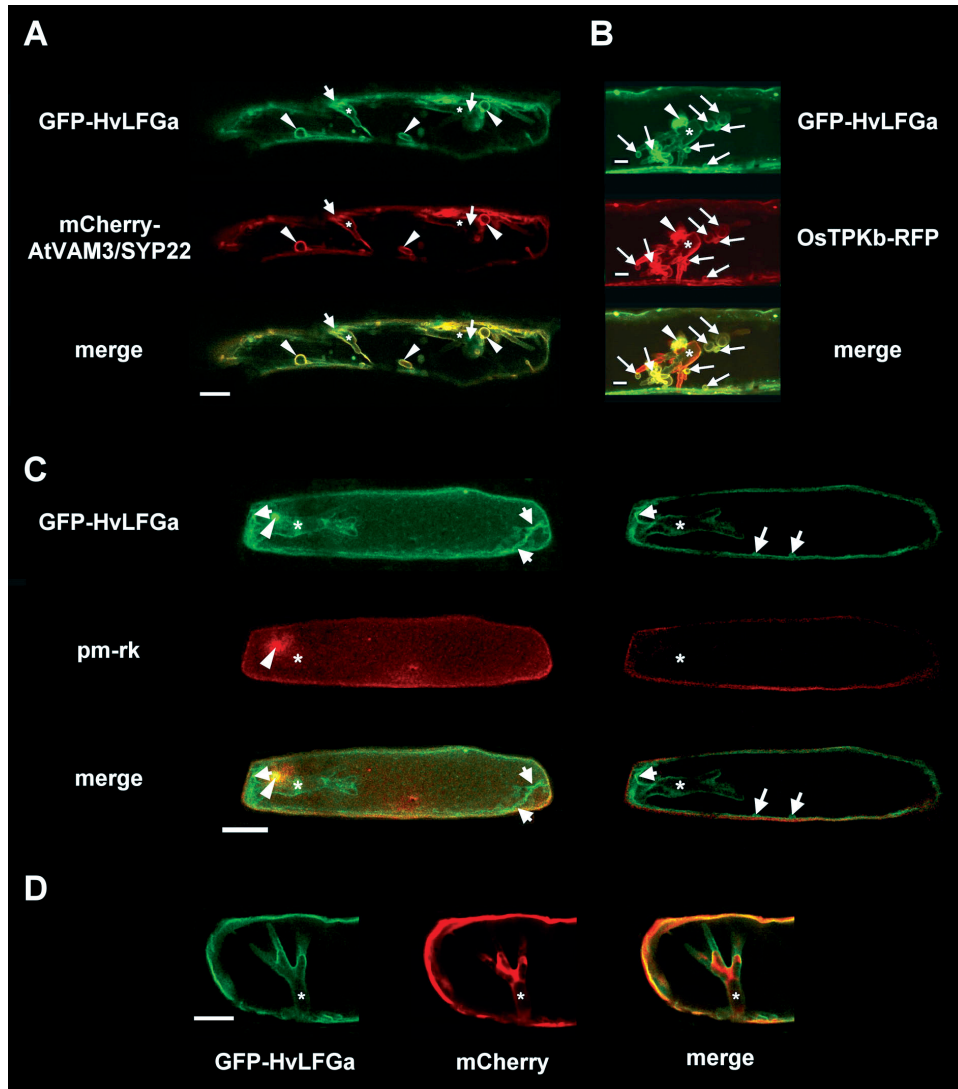 A
B
GFP-HvLFGa
GFP-HvLFGa
mCherry-
AtVAM3/SYP22
OsTPKb-RFP
merge
merge
C
GFP-HvLFGa
pm-rk
merge
D
GFP-HvLFGa
mCherry
merge